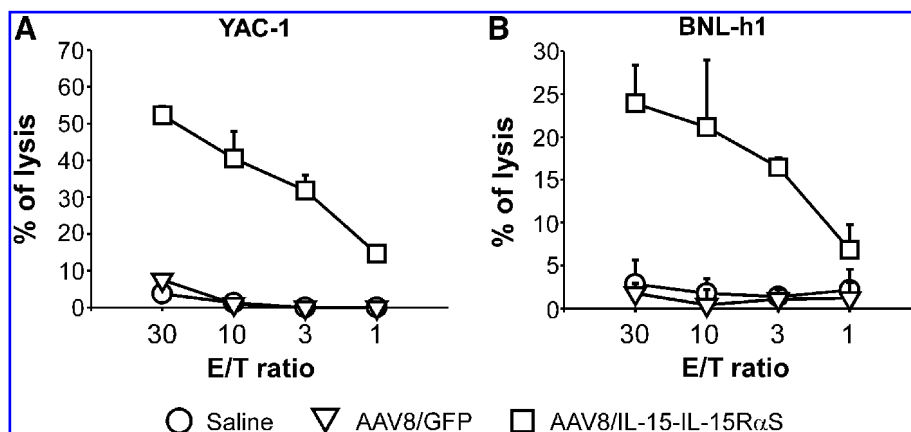 A
YAC-1
70
60
50
40
30
20
10
0
% of lysis
30 10 3 1
E/T ratio
B
BNL-h1
30
25
20
15
10
5
0
% of lysis
30 10 3 1
E/T ratio
Saline AAV8/GFP AAV8/IL-15-IL-15RαS